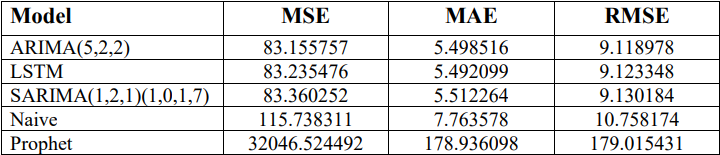 Model MSE MAE RMSE
ARIMA(5,2,2) 83.155757 5.498516 9.118978
LSTM 83.235476 5.492099 9.123348
SARIMA(1,2,1)(1,0,1,7) 83.360252 5.512264 9.130184
Naive 115.738311 7.763578 10.758174
Prophet 32046.524492 178.936098 179.015431